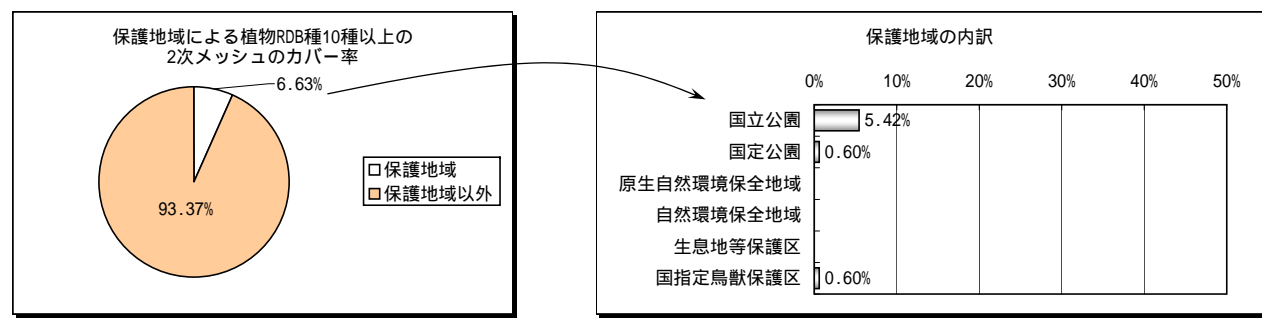 保護地域による植物RDB種10種以上の
2次メッシュのカバー率
6.63%
93.37%
保護地域
保護地域以外
保護地域の内訳
0% 10% 20% 30% 40% 50%
国立公園 5.42%
国定公園 0.60%
原生自然環境保全地域
自然環境保全地域
生息地等保護区
国指定鳥獣保護区 0.60%